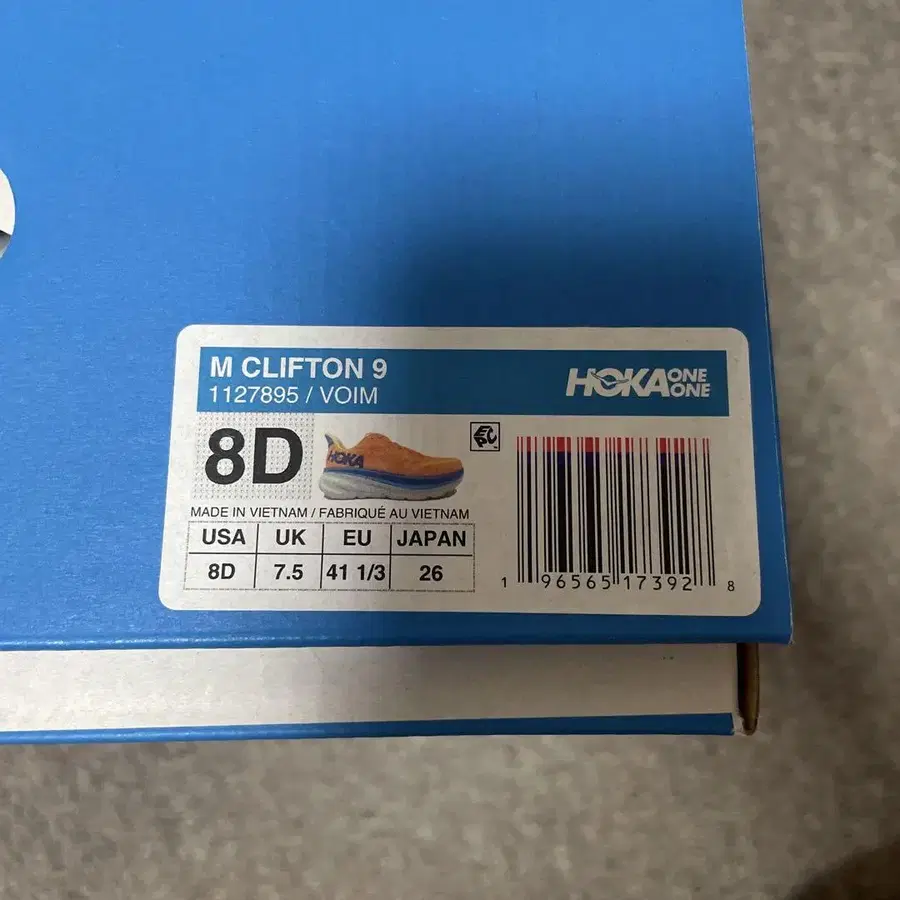 M CLIFTON 9
1127895 / VOIM
HOKA ONE ONE
8D
HOKA
EPC
MADE IN VIETNAM / FABRIQUÉ AU VIETNAM
USA UK EU JAPAN
8D 7.5 41 1/3 26
1 96565 17392 8